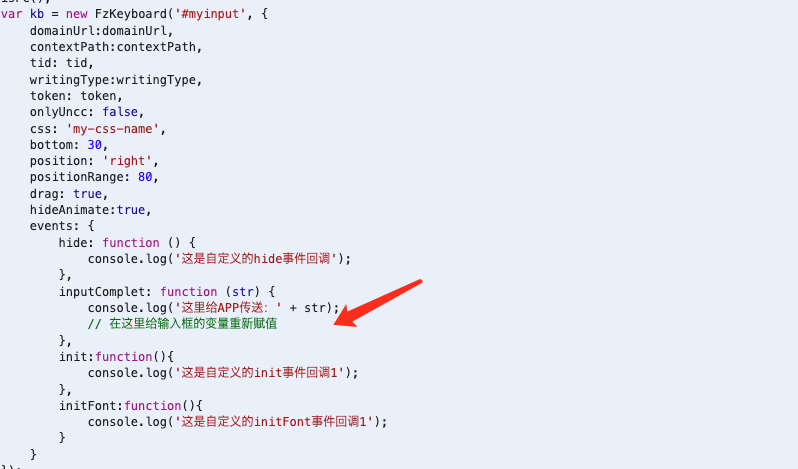 var kb = new FzKeyboard('#myinput', {
domainUrl:domainUrl,
contextPath:contextPath,
tid: tid,
writingType:writingType,
token: token,
onlyUncc: false,
css: 'my-css-name',
bottom: 30,
position: 'right',
positionRange: 80,
drag: true,
hideAnimate:true,
events: {
hide: function () {
console.log('这是自定义的hide事件回调');
},
inputComplet: function (str) {
console.log('这里给APP传送：' + str);
// 在这里给输入框的变量重新赋值
},
init:function(){
console.log('这是自定义的init事件回调1');
},
initFont:function(){
console.log('这是自定义的initFont事件回调1');
}
}
});